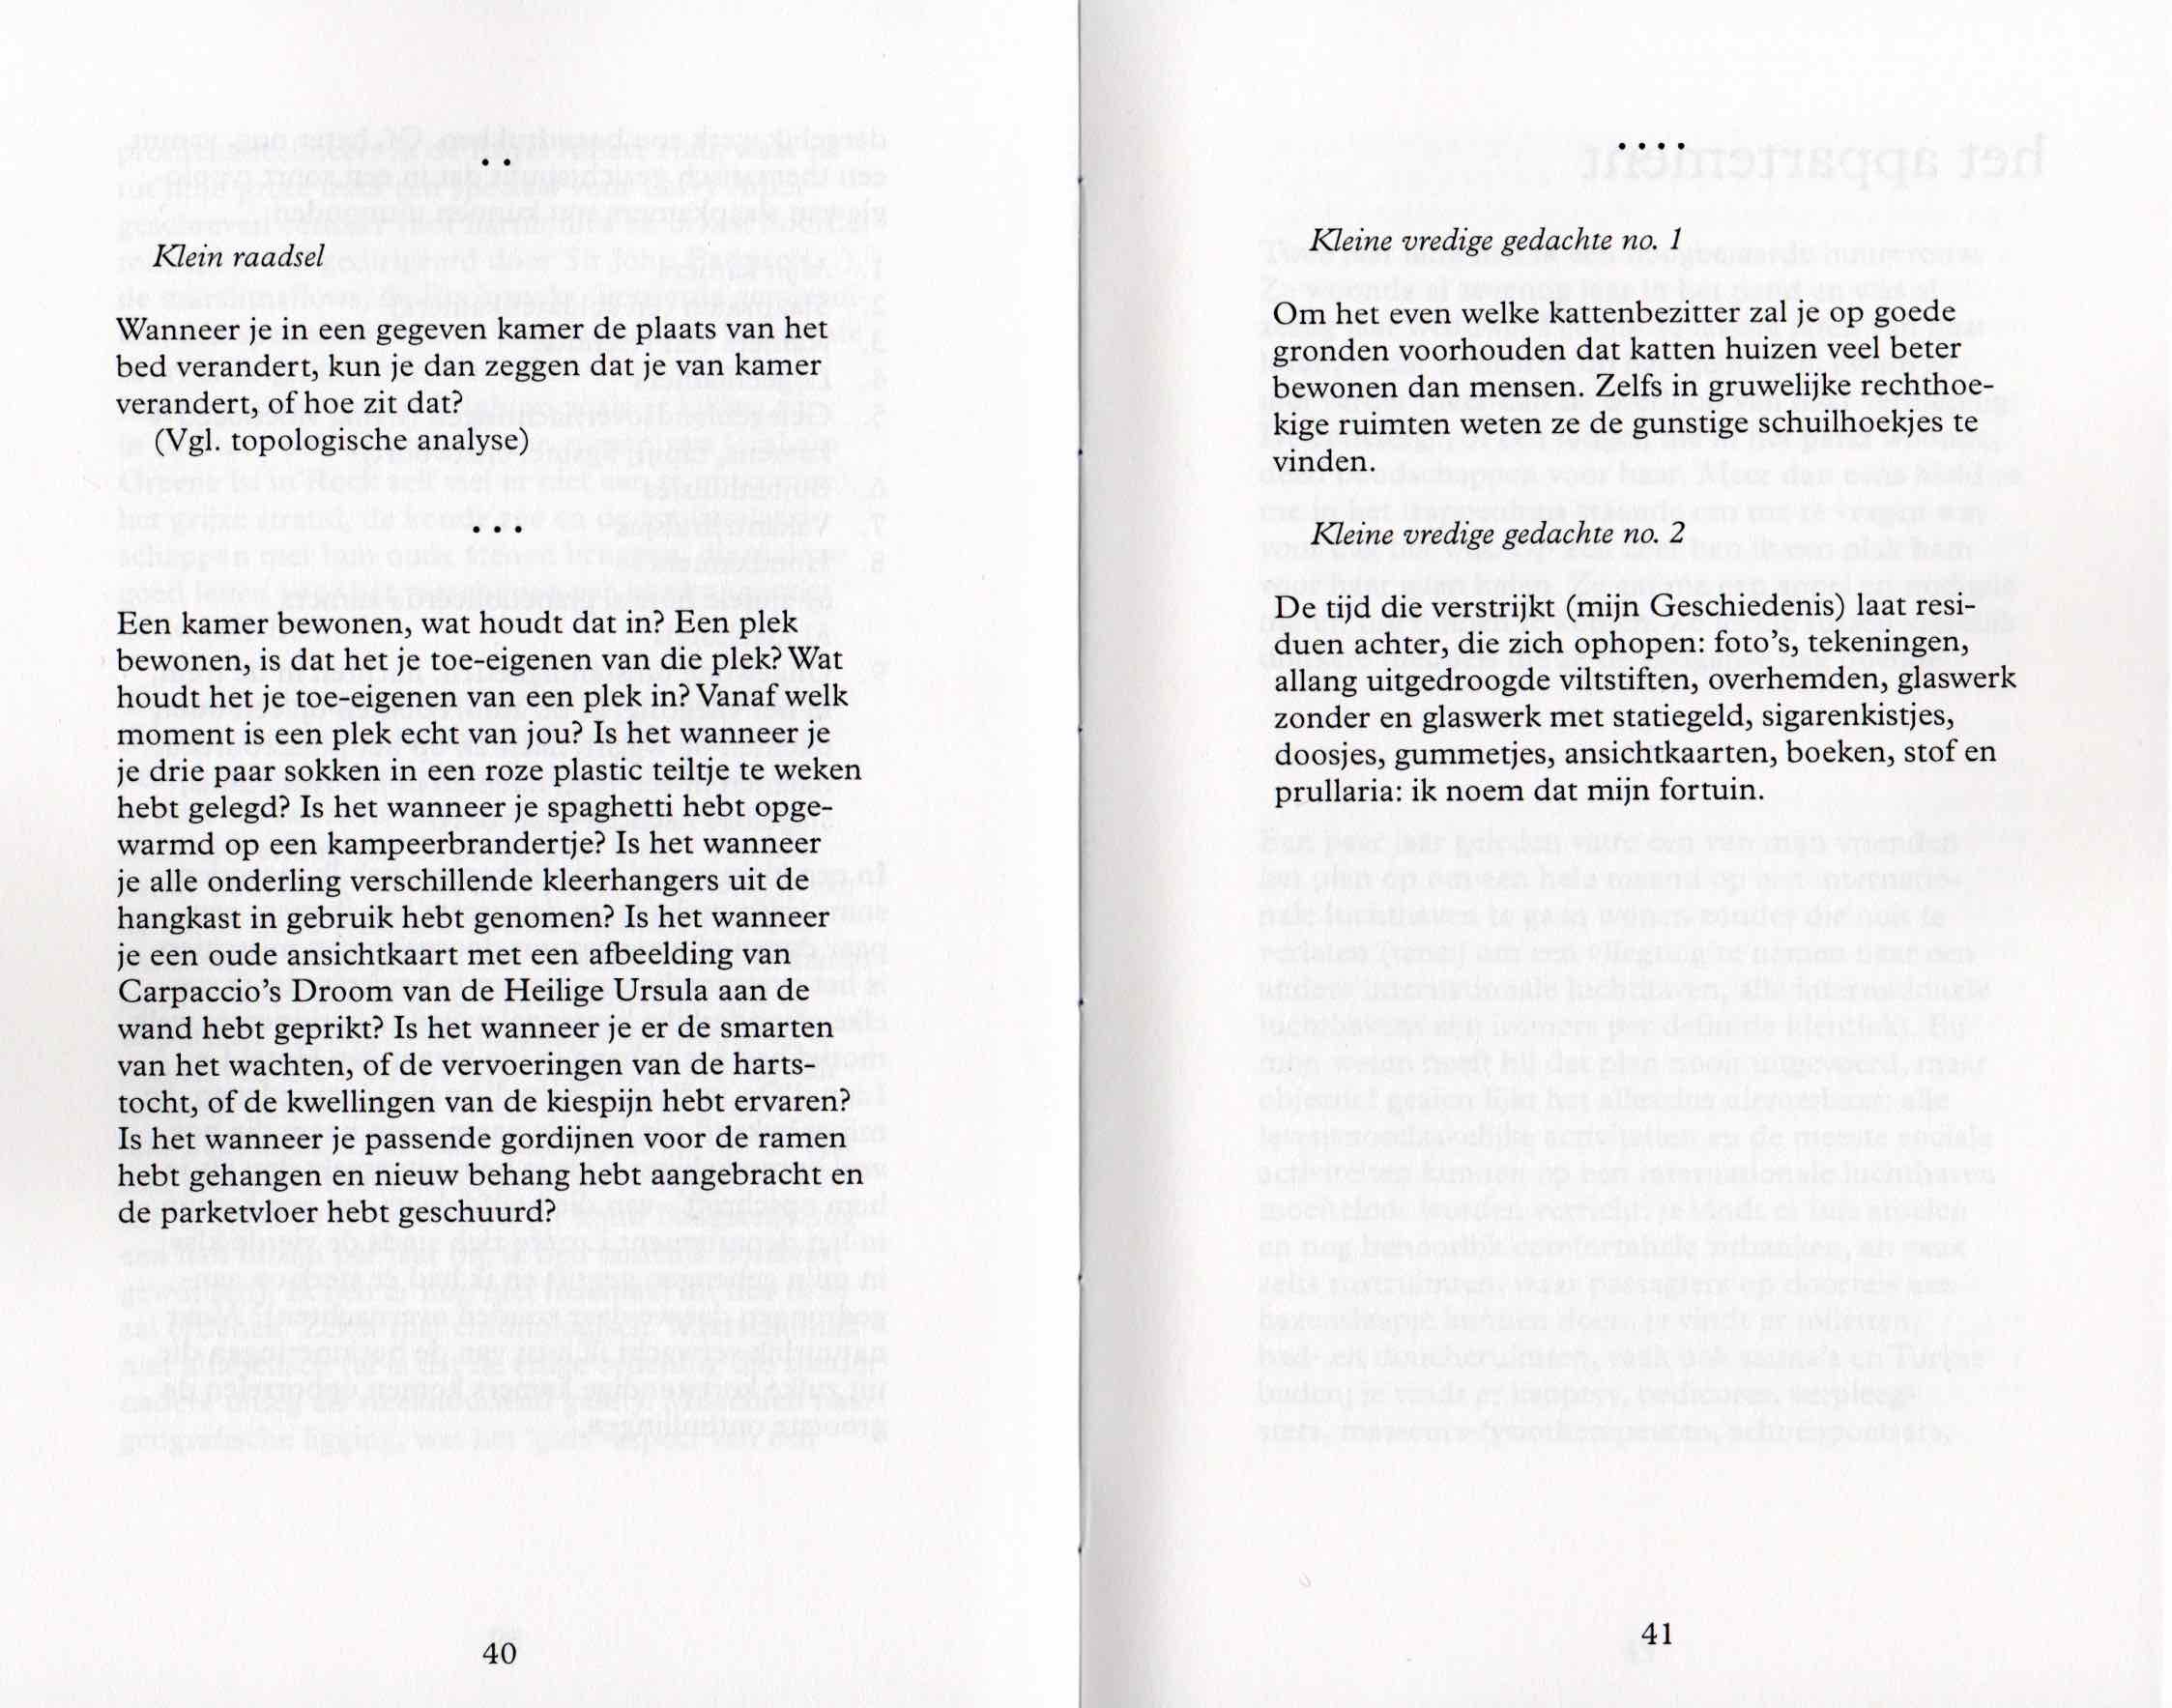 . .
Klein raadsel
Wanneer je in een gegeven kamer de plaats van het
bed verandert, kun je dan zeggen dat je van kamer
verandert, of hoe zit dat?
(Vgl. topologische analyse)
. . .
Een kamer bewonen, wat houdt dat in? Een plek
bewonen, is dat het je toe-eigenen van die plek? Wat
houdt het je toe-eigenen van een plek in? Vanaf welk
moment is een plek echt van jou? Is het wanneer je
je drie paar sokken in een roze plastic teiltje te weken
hebt gelegd? Is het wanneer je spaghetti hebt opge-
warmd op een kampeerbrandertje? Is het wanneer
je alle onderling verschillende kleerhangers uit de
hangkast in gebruik hebt genomen? Is het wanneer
je een oude ansichtkaart met een afbeelding van
Carpaccio’s Droom van de Heilige Ursula aan de
wand hebt geprikt? Is het wanneer je er de smarten
van het wachten, of de vervoeringen van de harts-
tocht, of de kwellingen van de kiespijn hebt ervaren?
Is het wanneer je passende gordijnen voor de ramen
hebt gehangen en nieuw behang hebt aangebracht en
de parketvloer hebt geschuurd?
40
. . . .
Kleine vredige gedachte no. 1
Om het even welke kattenbezitter zal je op goede
gronden voorhouden dat katten huizen veel beter
bewonen dan mensen. Zelfs in gruwelijke rechthoe-
kige ruimten weten ze de gunstige schuilhoekjes te
vinden.
Kleine vredige gedachte no. 2
De tijd die verstrijkt (mijn Geschiedenis) laat resi-
duen achter, die zich ophopen: foto’s, tekeningen,
allang uitgedroogde viltstiften, overhemden, glaswerk
zonder en glaswerk met statiegeld, sigarenkistjes,
doosjes, gummetjes, ansichtkaarten, boeken, stof en
prullaria: ik noem dat mijn fortuin.
41